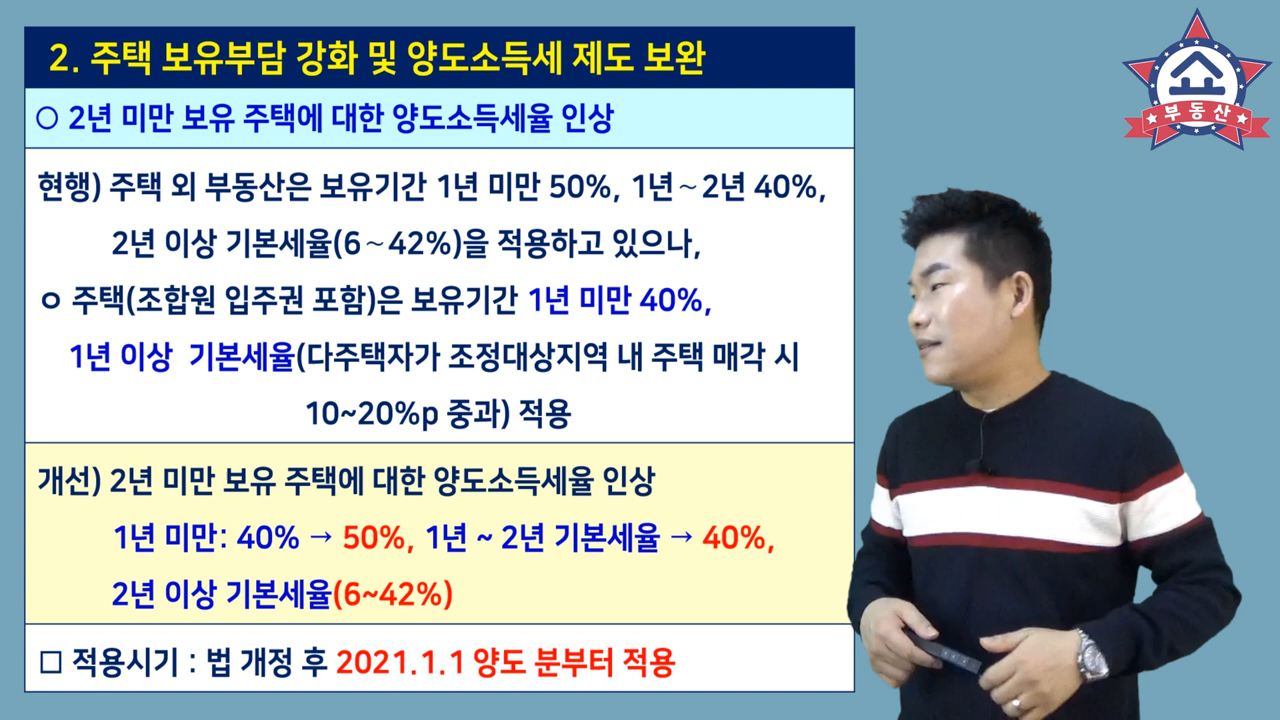 2. 주택 보유부담 강화 및 양도소득세 제도 보완
○ 2년 미만 보유 주택에 대한 양도소득세율 인상
현행) 주택 외 부동산은 보유기간 1년 미만 50%, 1년~2년 40%,
2년 이상 기본세율(6~42%)을 적용하고 있으나,
ㅇ 주택(조합원 입주권 포함)은 보유기간 1년 미만 40%,
1년 이상 기본세율(다주택자가 조정대상지역 내 주택 매각 시
10~20%p 중과) 적용
개선) 2년 미만 보유 주택에 대한 양도소득세율 인상
1년 미만: 40% → 50%, 1년 ~ 2년 기본세율 → 40%,
2년 이상 기본세율(6~42%)
□ 적용시기 : 법 개정 후 2021.1.1 양도 분부터 적용
쇼
부동산